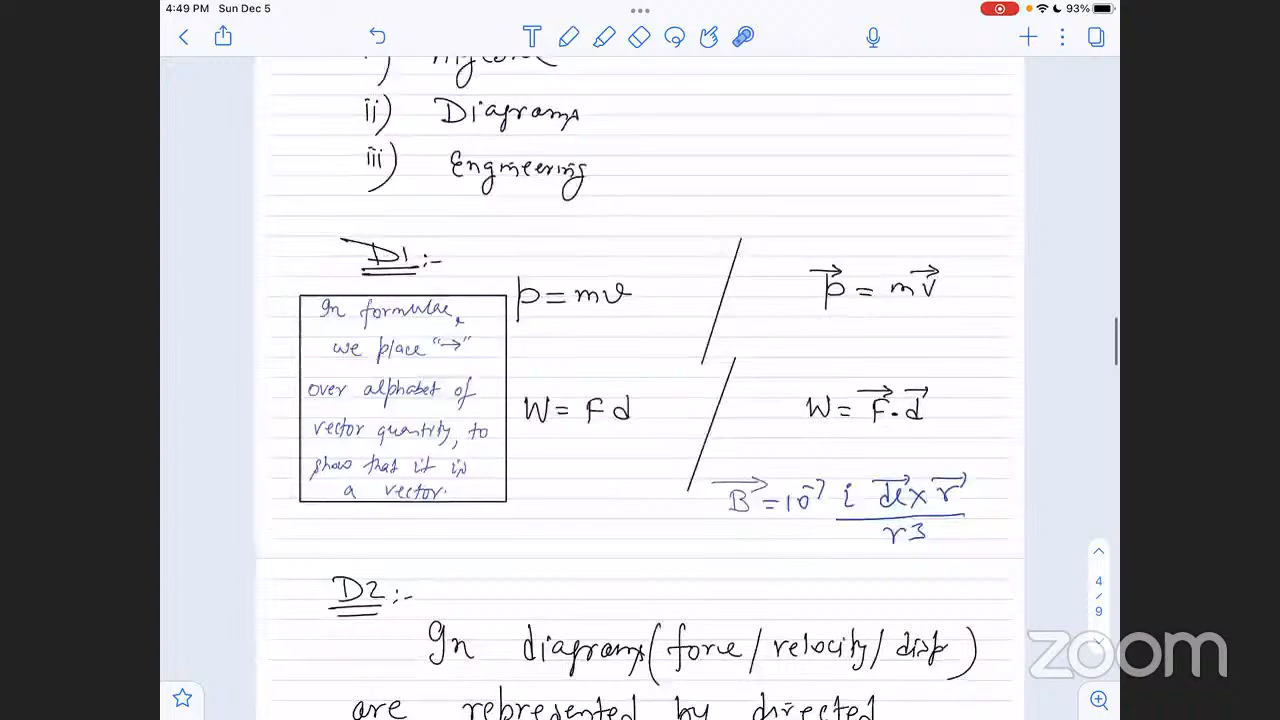 4:49 PM Sun Dec 5
93%
ii) Diagrams
iii) Engineering
D1:-
p = mv / p⃗ = mv⃗
In formulae,
we place "→"
over alphabet of
vector quantity, to
show that it is
a vector.
W = F d / W = F⃗ · d⃗
B⃗ = 10⁻⁷ i dl⃗ × r⃗
r3
D2:-
In diagrams (force / velocity / disp)
are represented by directed
4
/
9
zoom